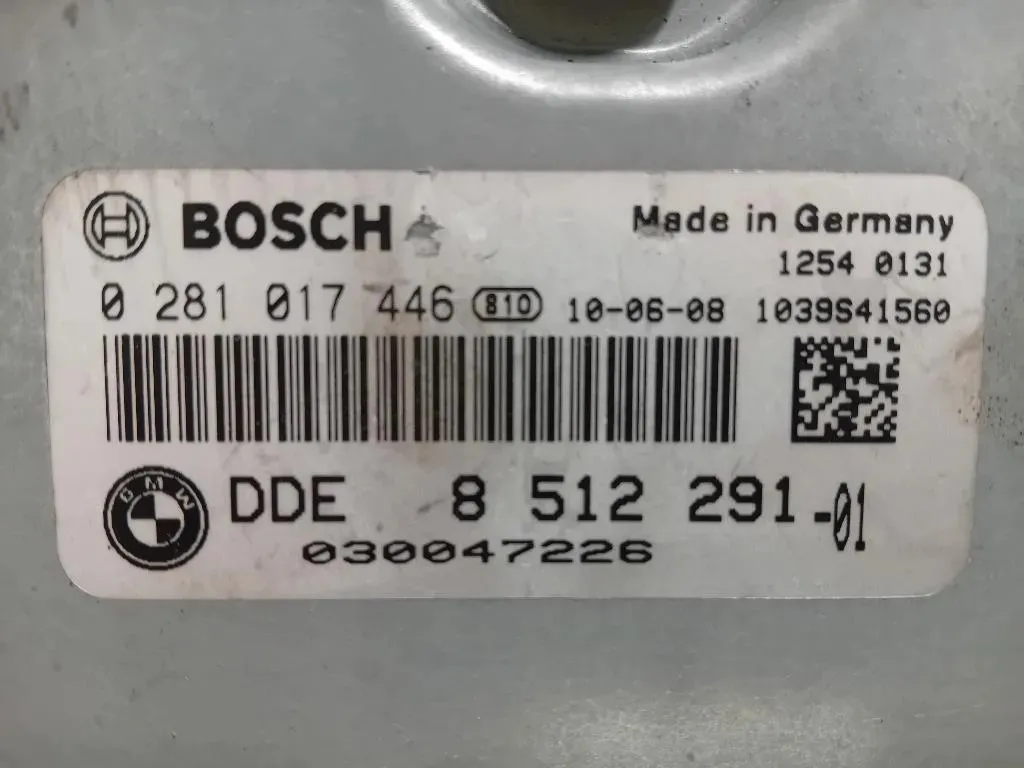 BOSCH
Made in Germany
1254 0131
0 281 017 446 810 10-06-08 1039S41560
BMW
DDE 8 512 291-01
030047226